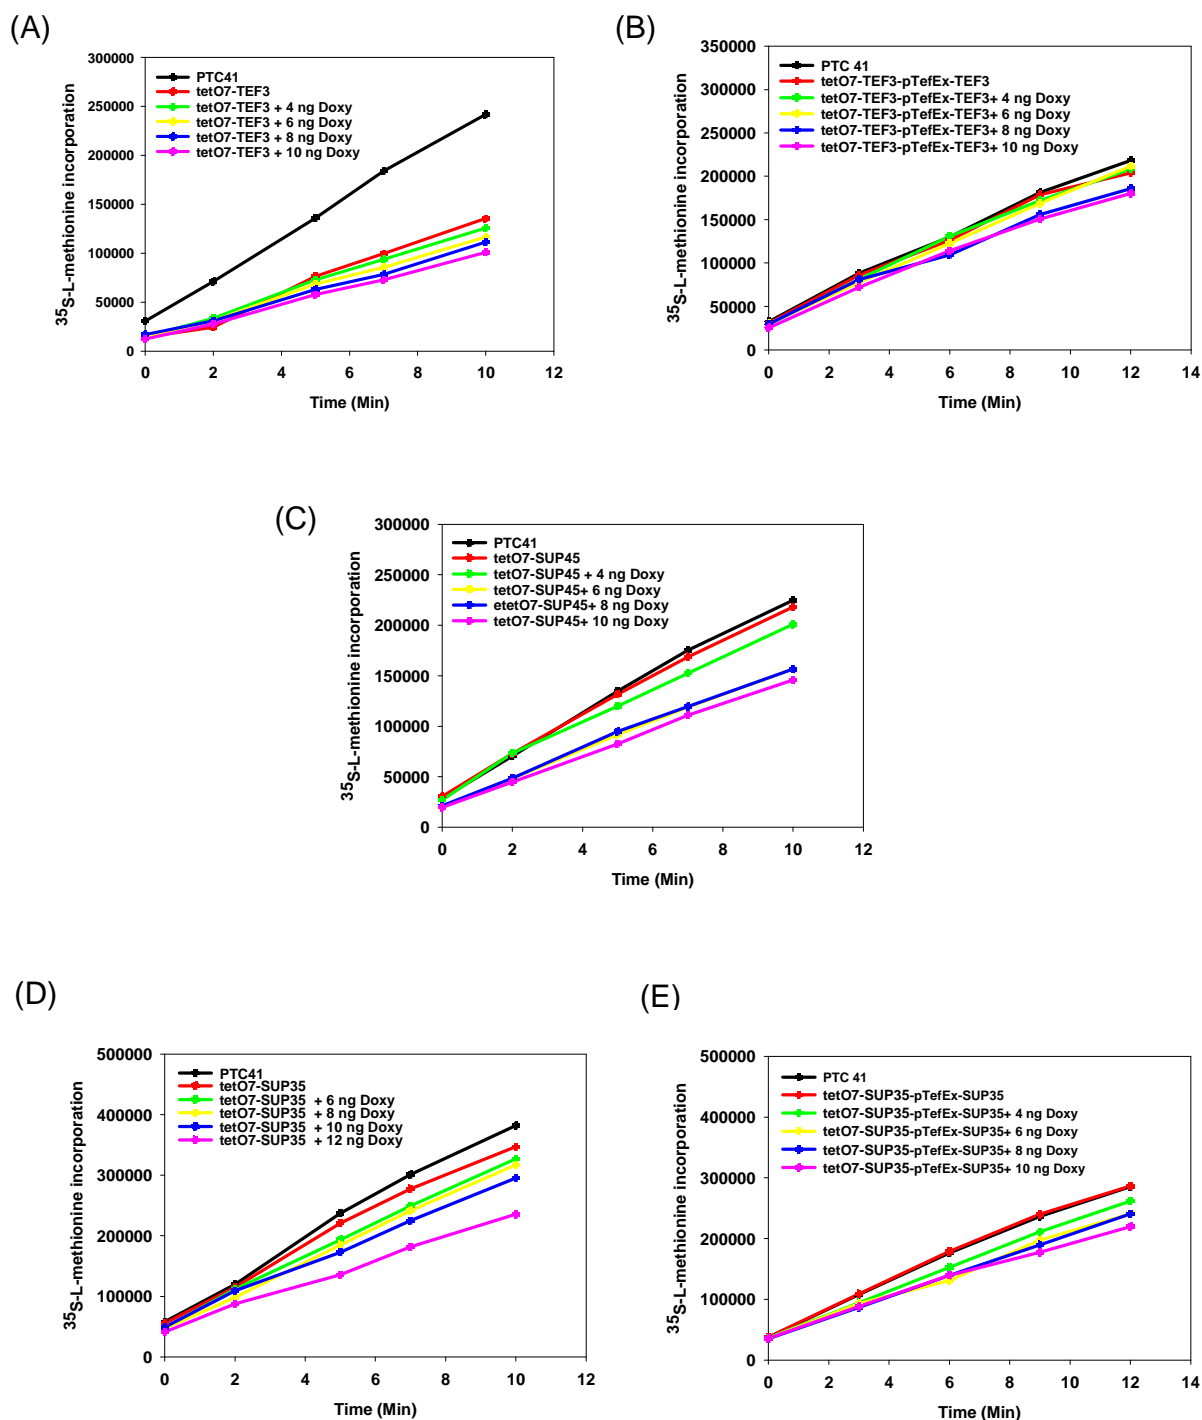 (A)
300000
250000
200000
150000
100000
50000
0
35S-L-methionine incorporation
PTC41
tetO7-TEF3
tetO7-TEF3 + 4 ng Doxy
tetO7-TEF3 + 6 ng Doxy
tetO7-TEF3 + 8 ng Doxy
tetO7-TEF3 + 10 ng Doxy
0 2 4 6 8 10 12
Time (Min)
(B)
350000
300000
250000
200000
150000
100000
50000
0
35S-L-methionine incorporation
PTC 41
tetO7-TEF3-pTefEx-TEF3
tetO7-TEF3-pTefEx-TEF3+ 4 ng Doxy
tetO7-TEF3-pTefEx-TEF3+ 6 ng Doxy
tetO7-TEF3-pTefEx-TEF3+ 8 ng Doxy
tetO7-TEF3-pTefEx-TEF3+ 10 ng Doxy
0 2 4 6 8 10 12 14
Time (Min)
(C)
300000
250000
200000
150000
100000
50000
0
35S-L-methionine incorporation
PTC41
tetO7-SUP45
tetO7-SUP45 + 4 ng Doxy
tetO7-SUP45+ 6 ng Doxy
etetO7-SUP45+ 8 ng Doxy
tetO7-SUP45+ 10 ng Doxy
0 2 4 6 8 10 12
Time (Min)
(D)
500000
400000
300000
200000
100000
0
35S-L-methionine incorporation
PTC41
tetO7-SUP35
tetO7-SUP35 + 6 ng Doxy
tetO7-SUP35 + 8 ng Doxy
tetO7-SUP35 + 10 ng Doxy
tetO7-SUP35 + 12 ng Doxy
0 2 4 6 8 10 12
Time (Min)
(E)
500000
400000
300000
200000
100000
0
35S-L-methionine incorporation
PTC 41
tetO7-SUP35-pTefEx-SUP35
tetO7-SUP35-pTefEx-SUP35+ 4 ng Doxy
tetO7-SUP35-pTefEx-SUP35+ 6 ng Doxy
tetO7-SUP35-pTefEx-SUP35+ 8 ng Doxy
tetO7-SUP35-pTefEx-SUP35+ 10 ng Doxy
0 2 4 6 8 10 12 14
Time (Min)